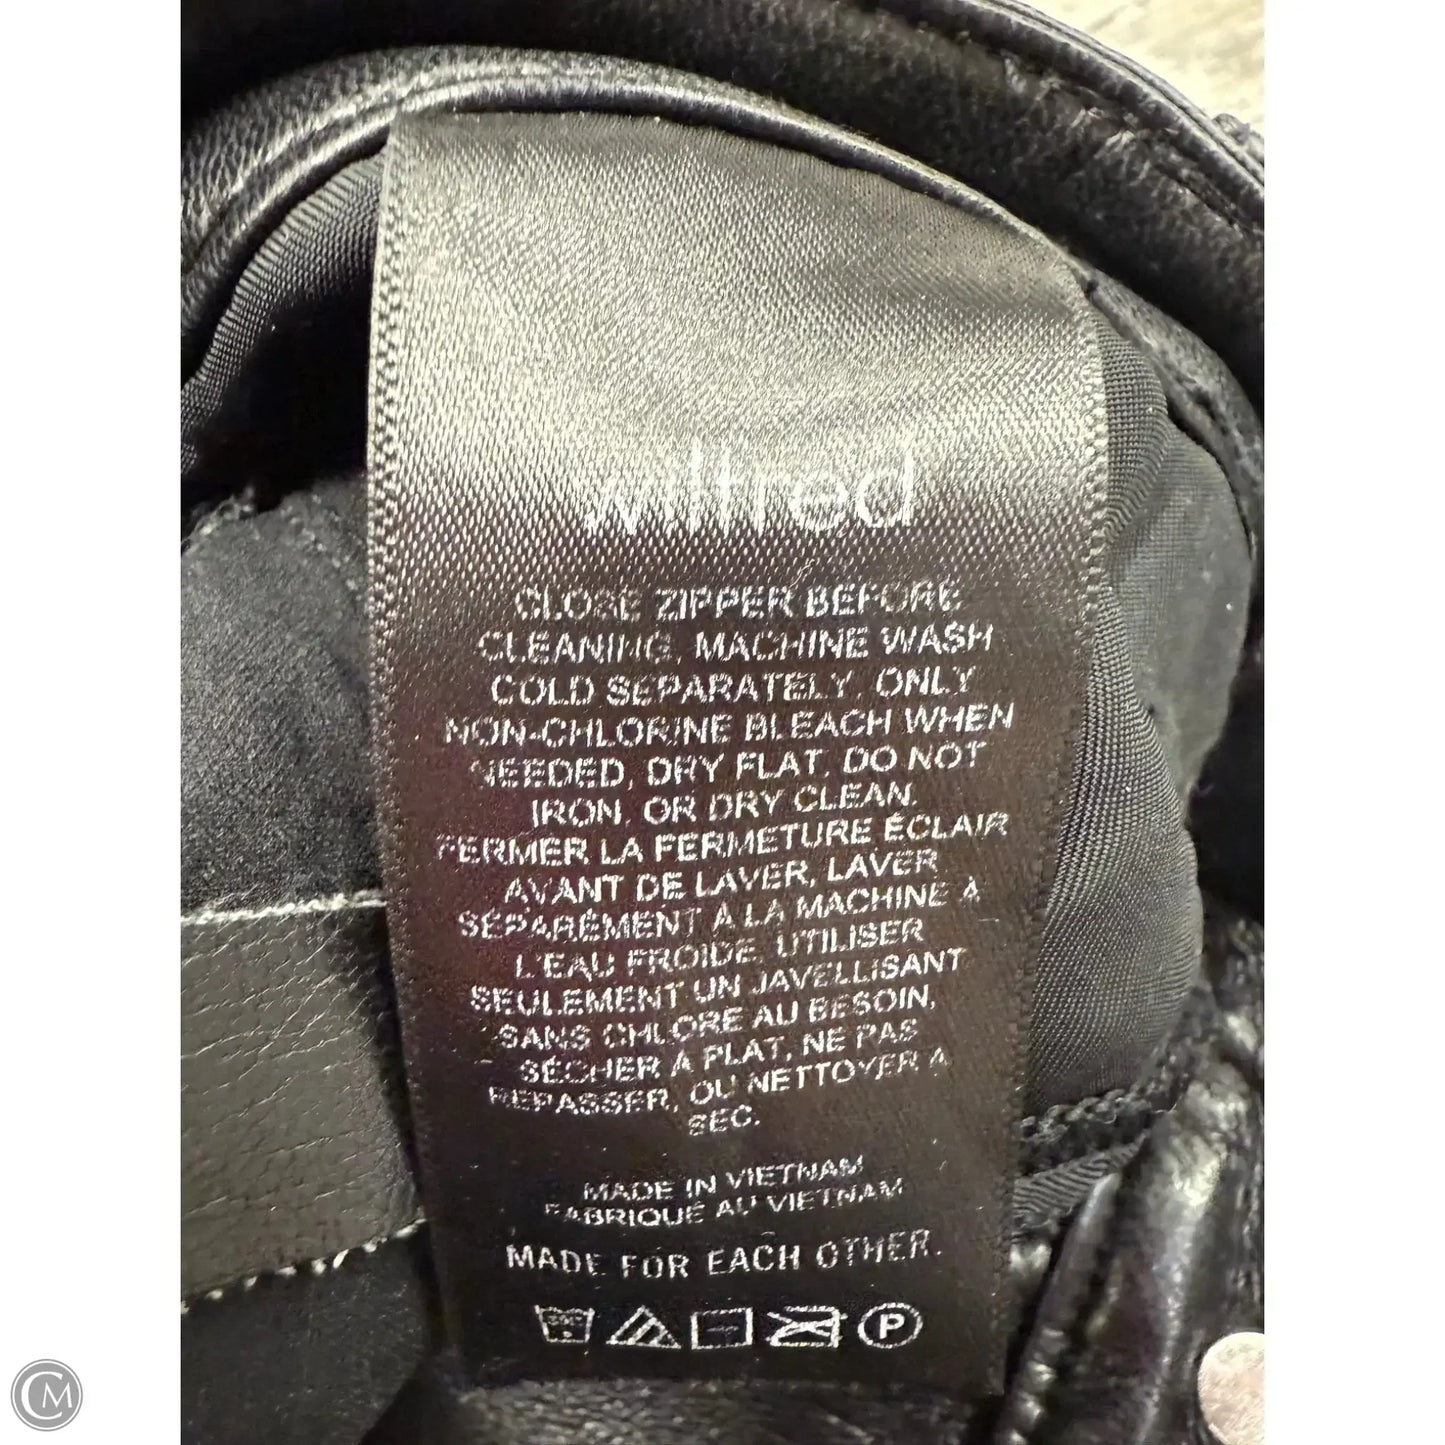 wilfred
CLOSE ZIPPER BEFORE
CLEANING, MACHINE WASH
COLD SEPARATELY, ONLY
NON-CHLORINE BLEACH WHEN
NEEDED, DRY FLAT, DO NOT
IRON, OR DRY CLEAN.
FERMER LA FERMETURE ÉCLAIR
AVANT DE LAVER, LAVER
SÉPARÉMENT À LA MACHINE À
L'EAU FROIDE, UTILISER
SEULEMENT UN JAVELLISANT
SANS CHLORE AU BESOIN,
SÉCHER À PLAT, NE PAS
REPASSER, OU NETTOYER À
SEC.
MADE IN VIETNAM
FABRIQUÉ AU VIETNAM
MADE FOR EACH OTHER.
P
CM